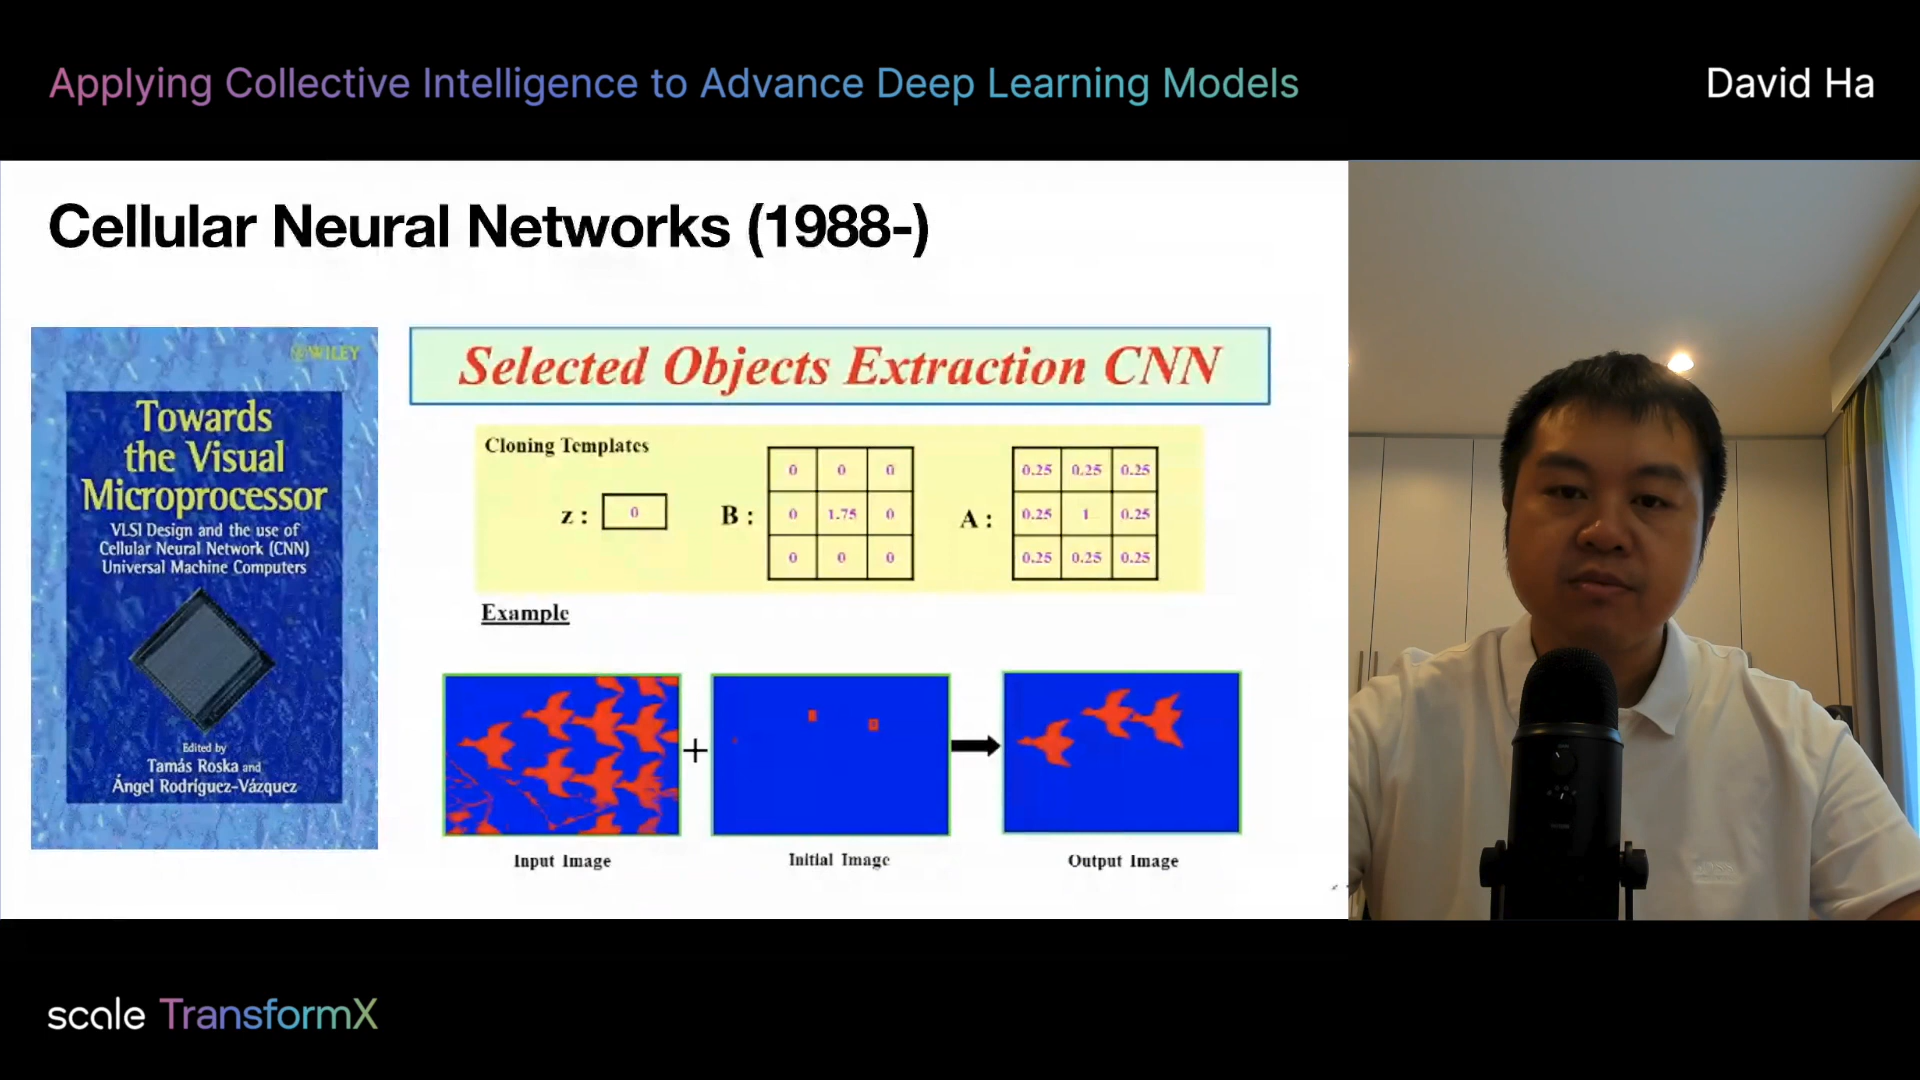 Applying Collective Intelligence to Advance Deep Learning Models
David Ha
Cellular Neural Networks (1988-)
WILEY
Towards
the Visual
Microprocessor
VLSI Design and the use of
Cellular Neural Network (CNN)
Universal Machine Computers
Edited by
Tamás Roska and
Ángel Rodríguez-Vázquez
Selected Objects Extraction CNN
Cloning Templates
z : 0
B :
0 0 0
0 1.75 0
0 0 0
A :
0.25 0.25 0.25
0.25 1 0.25
0.25 0.25 0.25
Example
+
Input Image
Initial Image
Output Image
BOSS
scale TransformX